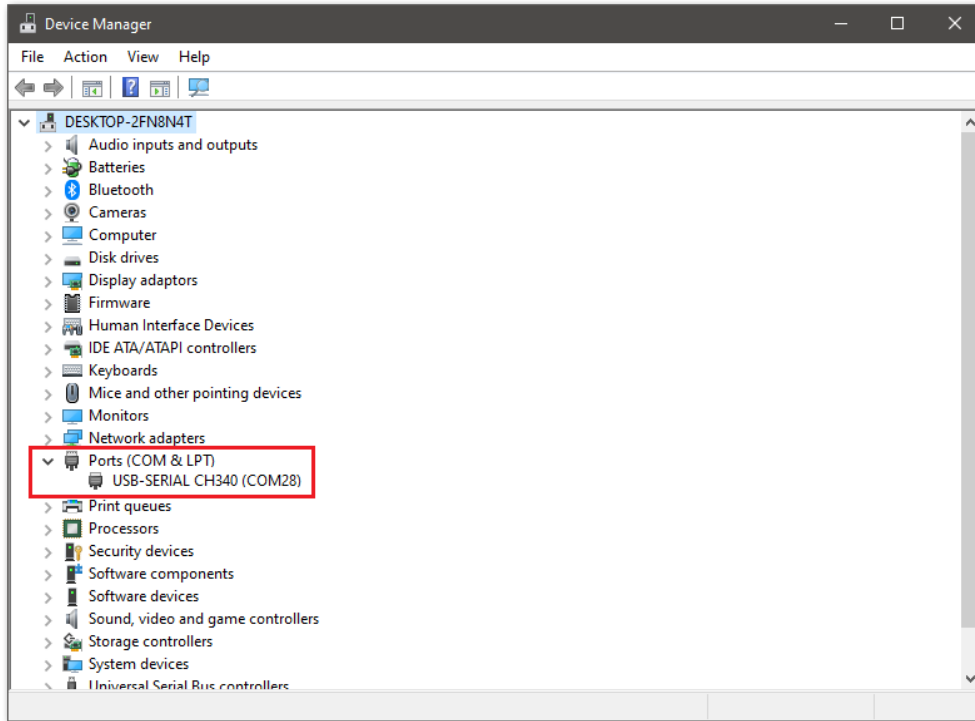 Device Manager
File Action View Help
DESKTOP-2FN8N4T
Audio inputs and outputs
Batteries
Bluetooth
Cameras
Computer
Disk drives
Display adaptors
Firmware
Human Interface Devices
IDE ATA/ATAPI controllers
Keyboards
Mice and other pointing devices
Monitors
Network adapters
Ports (COM & LPT)
USB-SERIAL CH340 (COM28)
Print queues
Processors
Security devices
Software components
Software devices
Sound, video and game controllers
Storage controllers
System devices
Universal Serial Bus controllers